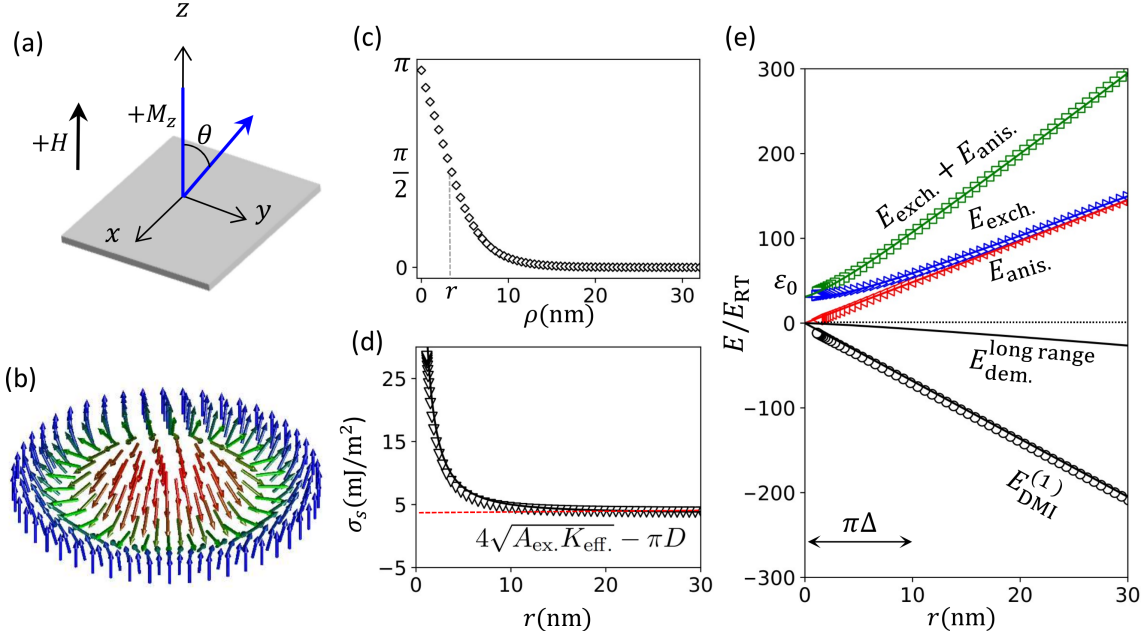 (a)
z
+H
+M_z
θ
x
y
(b)
(c)
π
π/2
0
0
r
10
20
30
ρ(nm)
(d)
σ_s(mJ/m²)
25
15
5
−5
4√A_ex.K_eff. − πD
0
10
20
30
r(nm)
(e)
E/E_RT
300
200
100
ε₀
0
−100
−200
−300
E_exch. + E_anis.
E_exch.
E_anis.
E_dem.^long range
E_DMI^(1)
πΔ
0
10
20
30
r(nm)